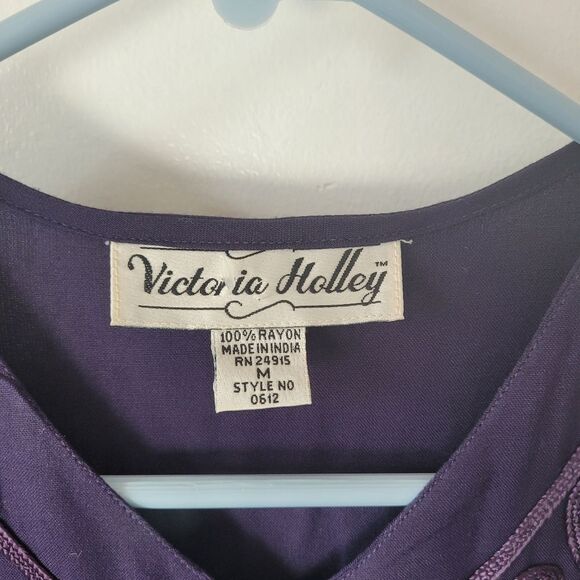 Victoria Holley™
100% RAYON
MADE IN INDIA
RN 24915
M
STYLE NO
0612